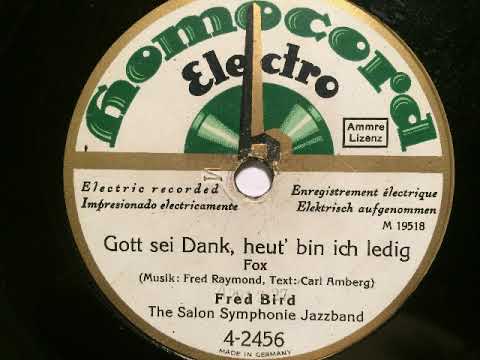 Homocord
Electro
Ammre
Lizenz
Electric recorded
Impresionado electricamente
Enregistrement électrique
Elektrisch aufgenommen
M 19518
Gott sei Dank, heut' bin ich ledig
Fox
(Musik: Fred Raymond, Text: Carl Amberg)
Fred Bird
The Salon Symphonie Jazzband
4-2456
MADE IN GERMANY